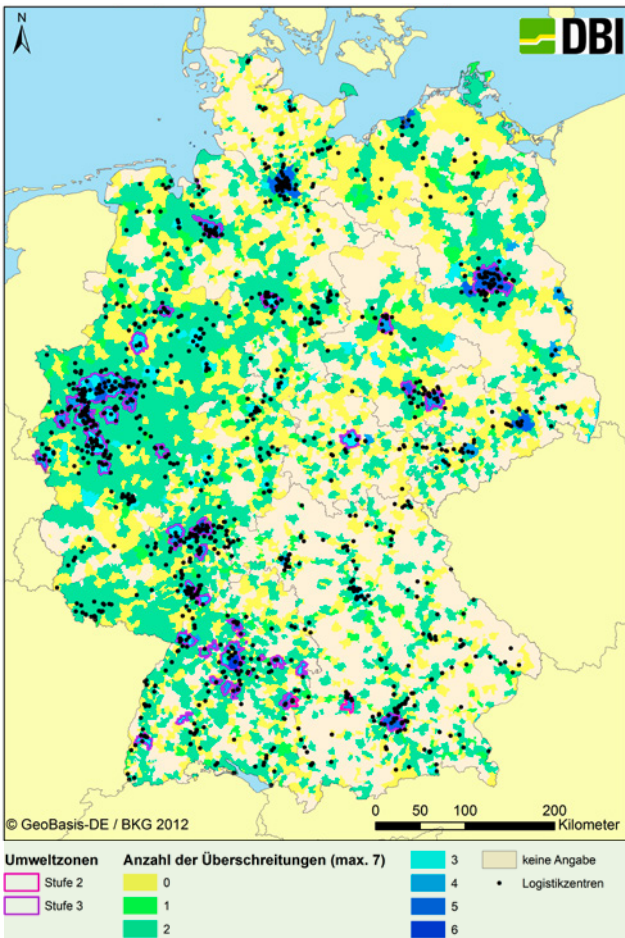 N
DBI
© GeoBasis-DE / BKG 2012
0 50 100 200
Kilometer
Umweltzonen
Stufe 2
Stufe 3
Anzahl der Überschreitungen (max. 7)
0
1
2
3
4
5
6
keine Angabe
Logistikzentren